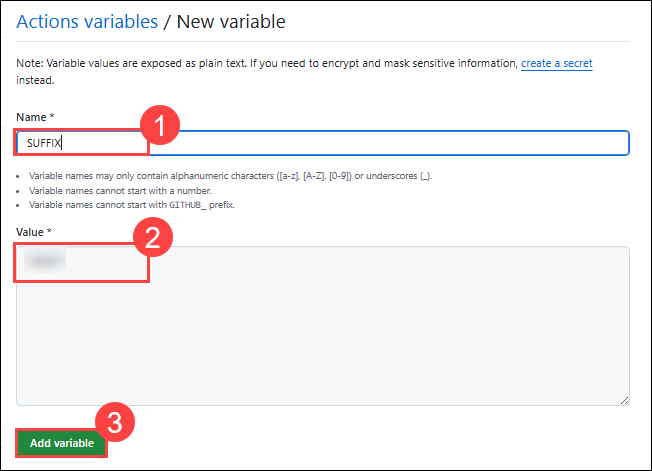 Actions variables / New variable
Note: Variable values are exposed as plain text. If you need to encrypt and mask sensitive information, create a secret
instead.
Name *
1
SUFFIX
Variable names may only contain alphanumeric characters ([a-z], [A-Z], [0-9]) or underscores (_).
Variable names cannot start with a number.
Variable names cannot start with GITHUB_ prefix.
Value *
2
3
Add variable